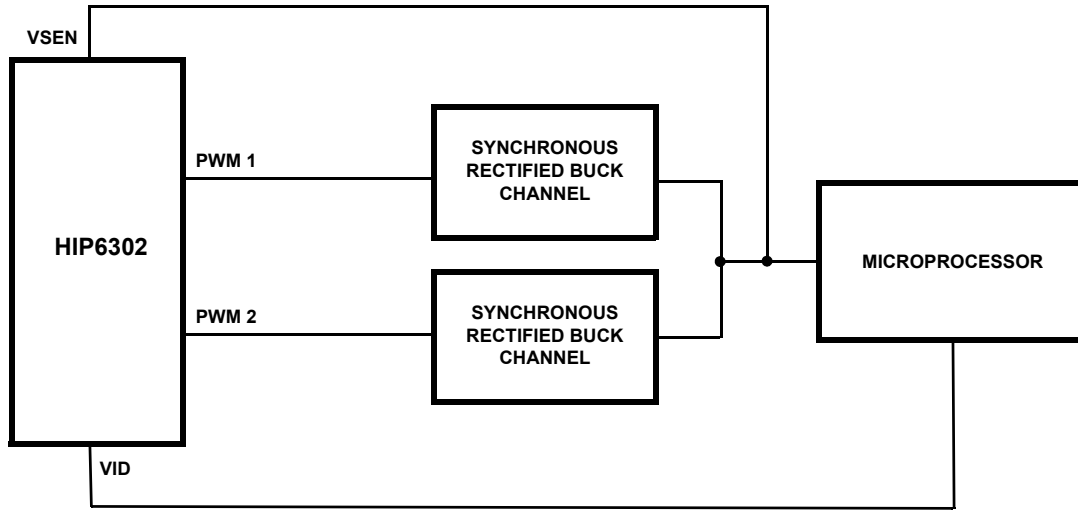 VSEN
PWM 1
SYNCHRONOUS
RECTIFIED BUCK
CHANNEL
HIP6302
MICROPROCESSOR
PWM 2
SYNCHRONOUS
RECTIFIED BUCK
CHANNEL
VID